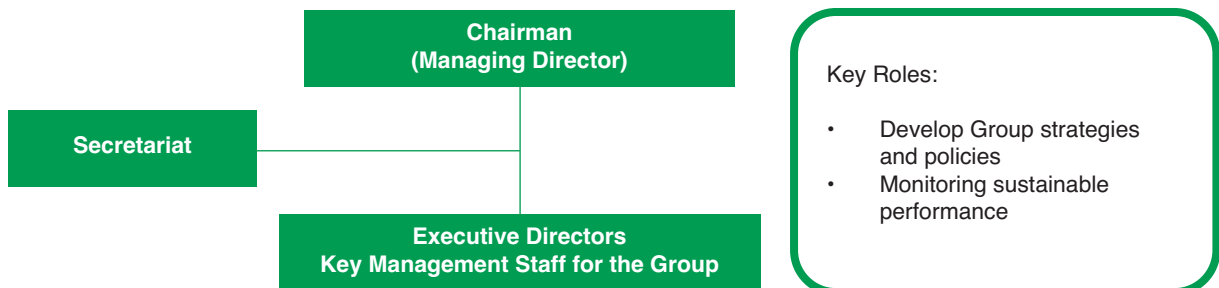 Chairman
(Managing Director)
Secretariat
Executive Directors
Key Management Staff for the Group
Key Roles:
• Develop Group strategies
and policies
• Monitoring sustainable
performance